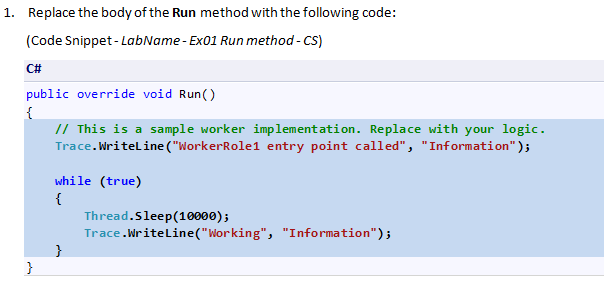 1. Replace the body of the Run method with the following code:
(Code Snippet - LabName - Ex01 Run method - CS)
C#
public override void Run()
{
    // This is a sample worker implementation. Replace with your logic.
    Trace.WriteLine("WorkerRole1 entry point called", "Information");
    while (true)
    {
        Thread.Sleep(10000);
        Trace.WriteLine("Working", "Information");
    }
}